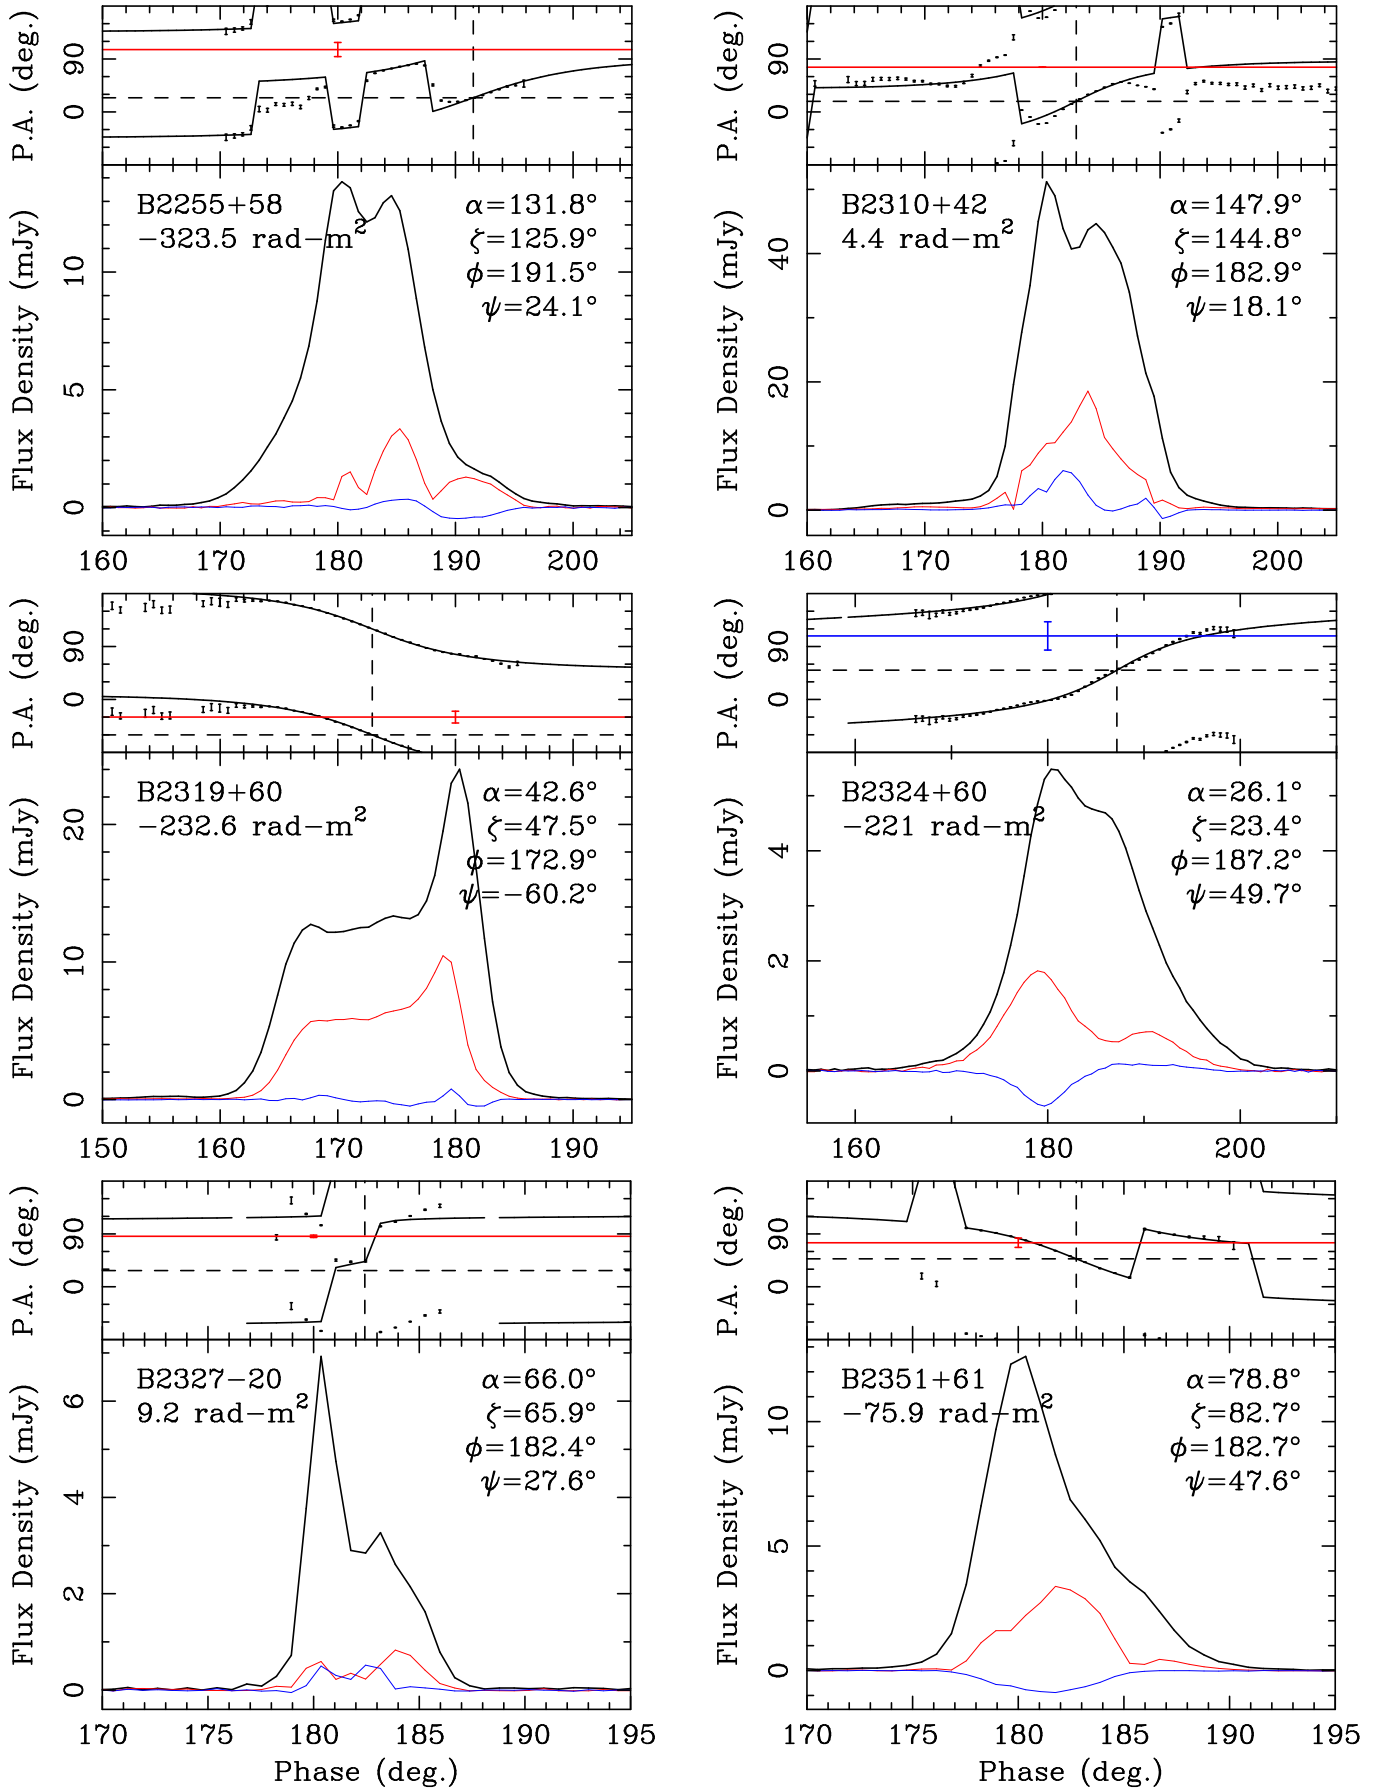 P.A. (deg.)
90
0
B2255+58
−323.5 rad−m²
α=131.8°
ζ=125.9°
ϕ=191.5°
ψ=24.1°
Flux Density (mJy)
10
5
0
160 170 180 190 200
P.A. (deg.)
90
0
B2310+42
4.4 rad−m²
α=147.9°
ζ=144.8°
ϕ=182.9°
ψ=18.1°
Flux Density (mJy)
40
20
0
160 170 180 190 200
P.A. (deg.)
90
0
B2319+60
−232.6 rad−m²
α=42.6°
ζ=47.5°
ϕ=172.9°
ψ=−60.2°
Flux Density (mJy)
20
10
0
150 160 170 180 190
P.A. (deg.)
90
0
B2324+60
−221 rad−m²
α=26.1°
ζ=23.4°
ϕ=187.2°
ψ=49.7°
Flux Density (mJy)
4
2
0
160 180 200
P.A. (deg.)
90
0
B2327−20
9.2 rad−m²
α=66.0°
ζ=65.9°
ϕ=182.4°
ψ=27.6°
Flux Density (mJy)
6
4
2
0
170 175 180 185 190 195
Phase (deg.)
P.A. (deg.)
90
0
B2351+61
−75.9 rad−m²
α=78.8°
ζ=82.7°
ϕ=182.7°
ψ=47.6°
Flux Density (mJy)
10
5
0
170 175 180 185 190 195
Phase (deg.)